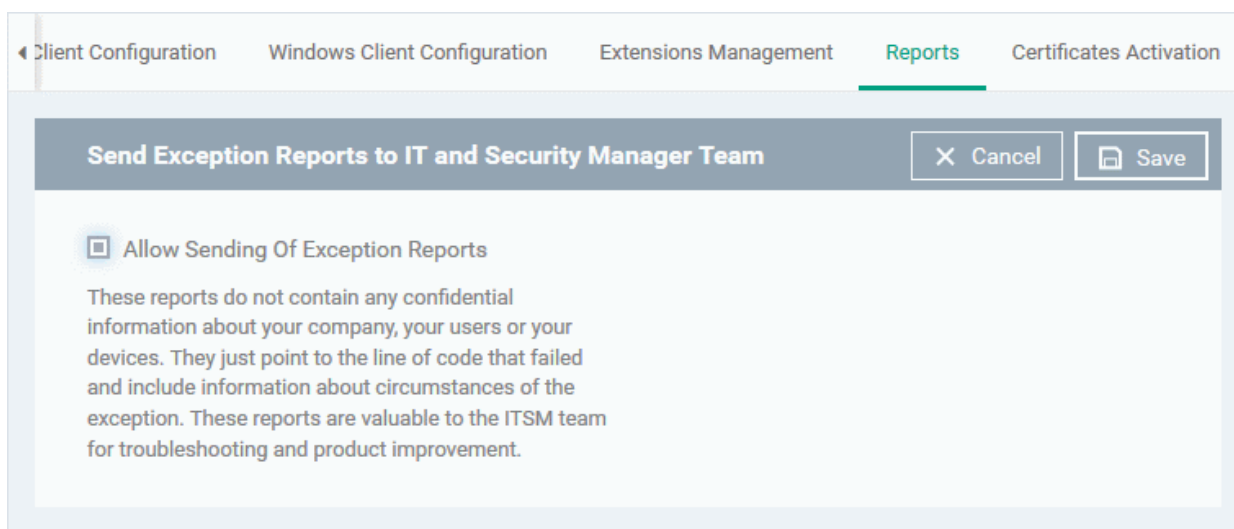 Client Configuration Windows Client Configuration Extensions Management Reports Certificates Activation
Send Exception Reports to IT and Security Manager Team Cancel Save
Allow Sending Of Exception Reports
These reports do not contain any confidential
information about your company, your users or your
devices. They just point to the line of code that failed
and include information about circumstances of the
exception. These reports are valuable to the ITSM team
for troubleshooting and product improvement.